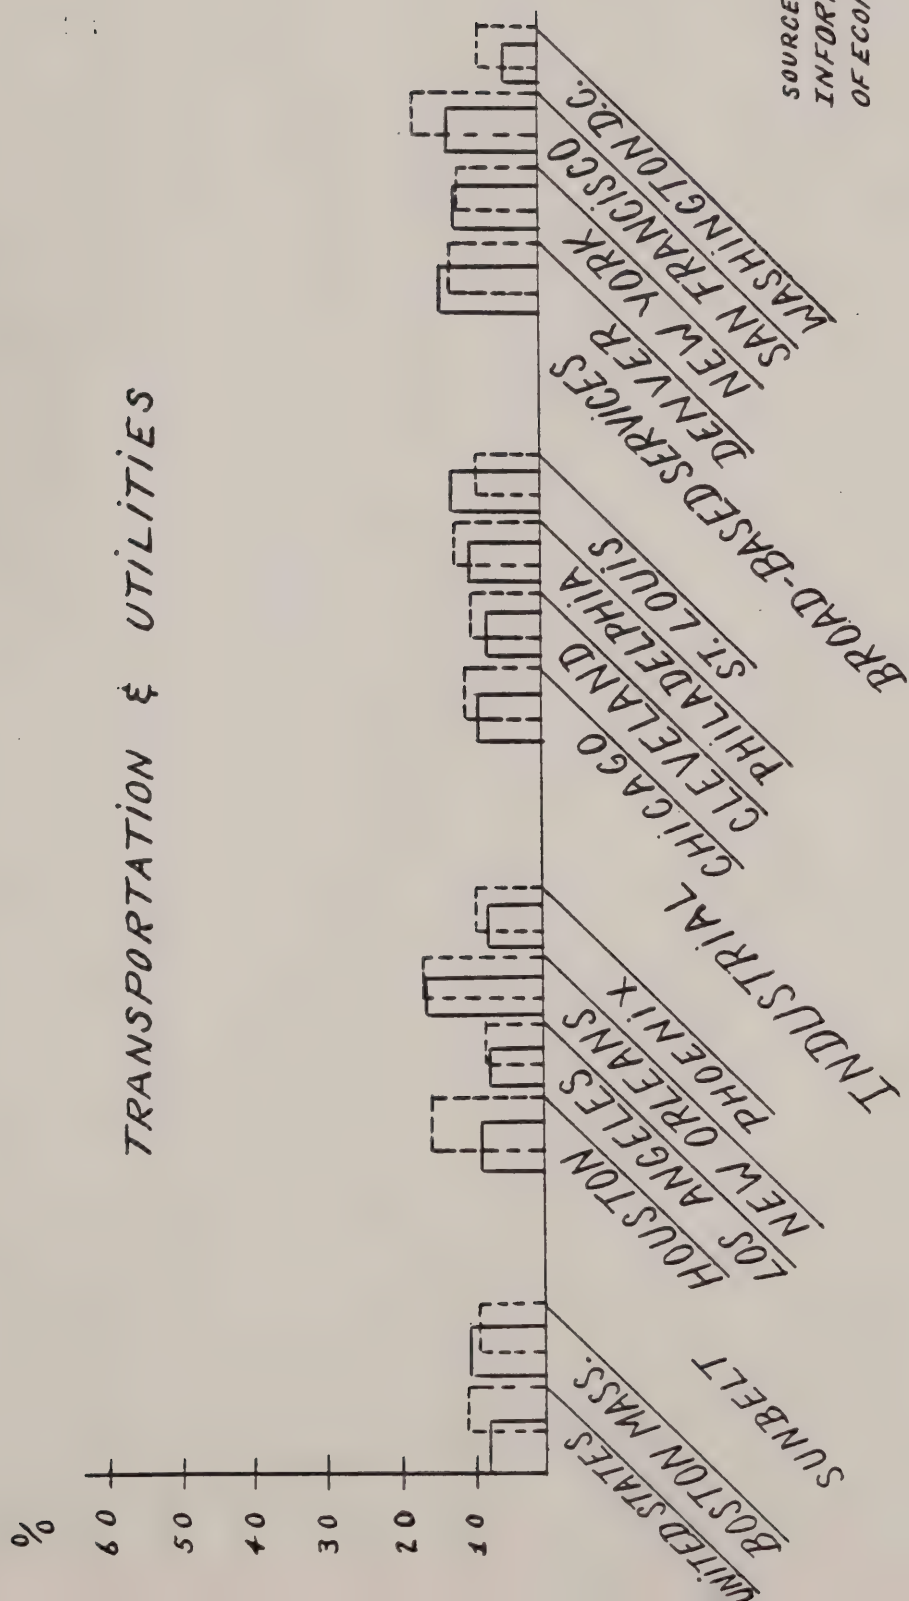 TRANSPORTATION & UTILITIES
%
60
50
40
30
20
10
UNITED STATES
BOSTON MASS.
SUNBELT
HOUSTON
LOS ANGELES
NEW ORLEANS
PHOENIX
INDUSTRIAL
CHICAGO
CLEVELAND
PHILADELPHIA
ST. LOUIS
BROAD-BASED SERVICES
DENVER
NEW YORK
SAN FRANCISCO
WASHINGTON D.C.
SOURCE
INFOR
OF ECO